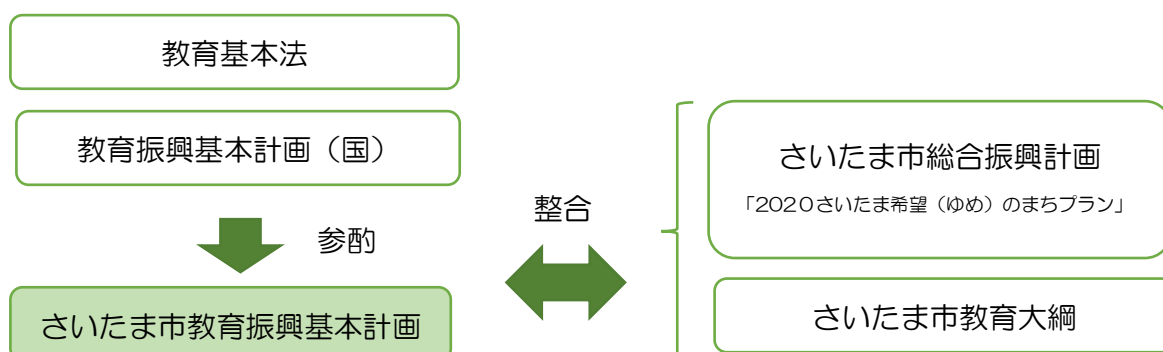 教育基本法
教育振興基本計画（国）
参酌
さいたま市教育振興基本計画
整合
さいたま市総合振興計画
「2020さいたま希望（ゆめ）のまちプラン」
さいたま市教育大綱